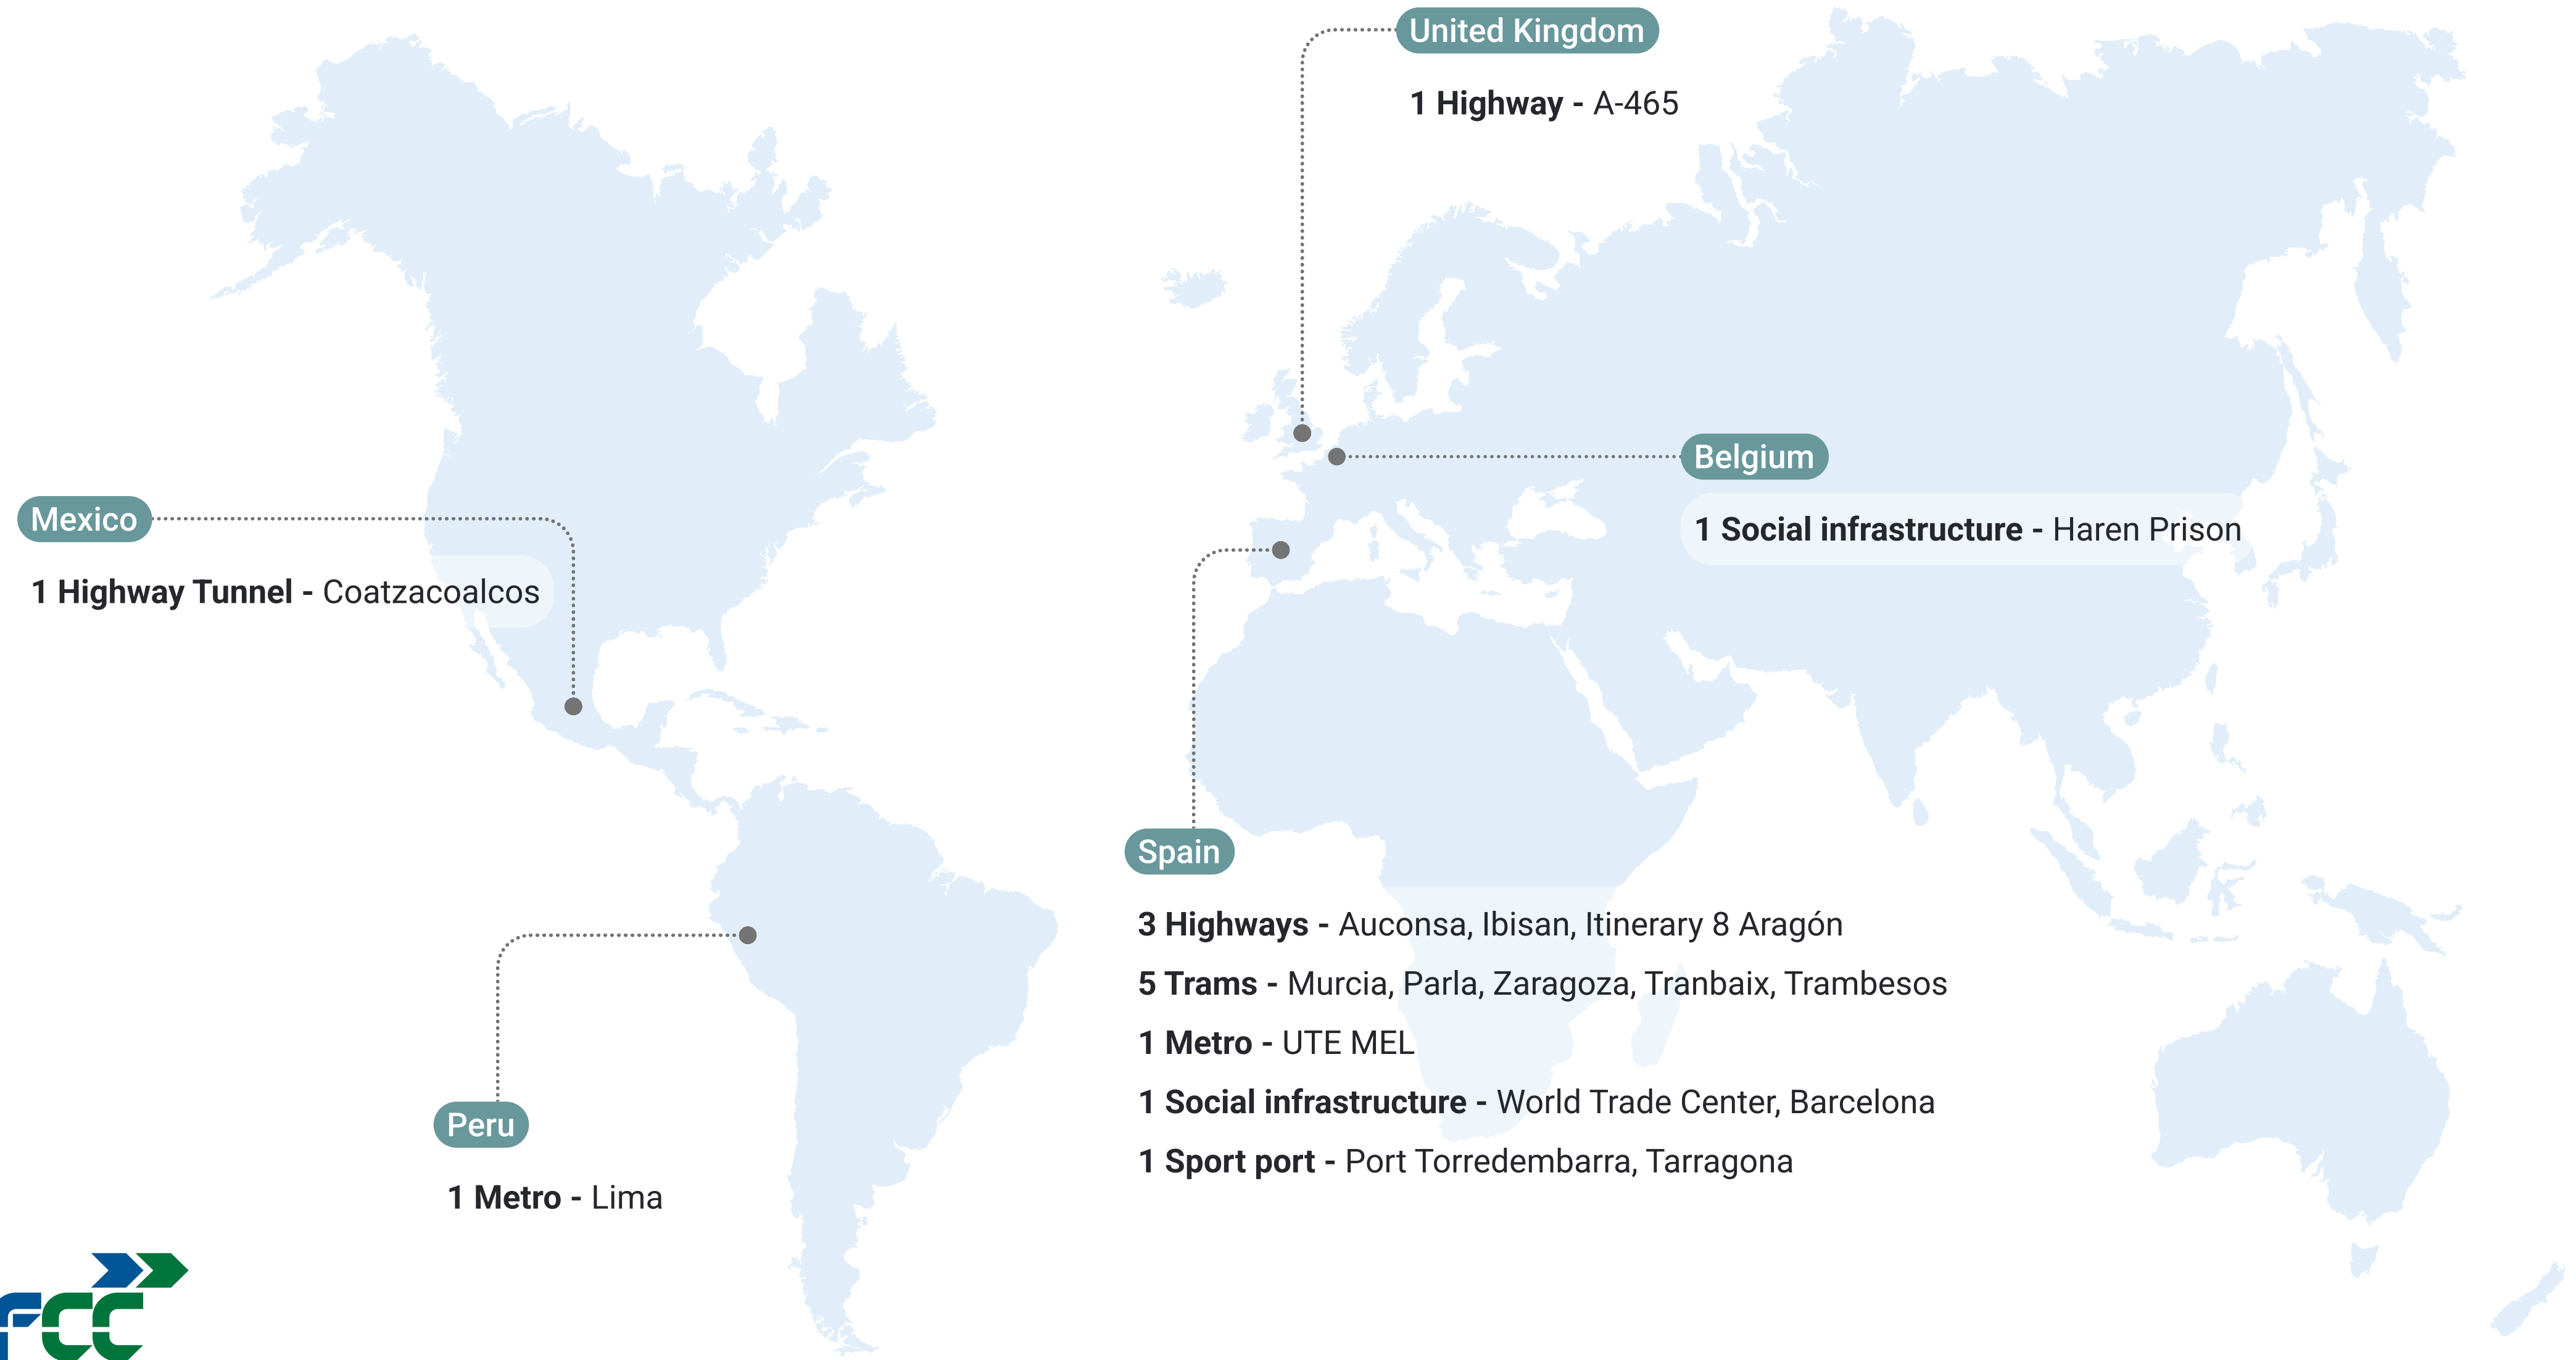 United Kingdom
1 Highway - A-465
Belgium
1 Social infrastructure - Haren Prison
Mexico
1 Highway Tunnel - Coatzacoalcos
Spain
3 Highways - Auconsa, Ibisan, Itinerary 8 Aragón
5 Trams - Murcia, Parla, Zaragoza, Tranbaix, Trambesos
1 Metro - UTE MEL
1 Social infrastructure - World Trade Center, Barcelona
1 Sport port - Port Torredembarra, Tarragona
Peru
1 Metro - Lima
FCC